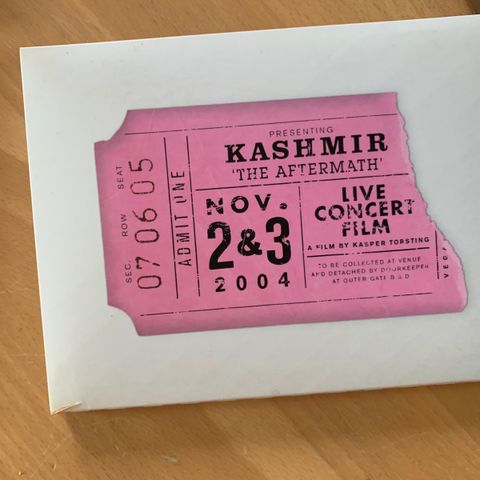 SEC. ROW SEAT
07 06 05
ADMIT ONE
PRESENTING
KASHMIR
'THE AFTERMATH'
NOV.
2&3
2004
LIVE
CONCERT
FILM
A FILM BY KASPER TORSTING
TO BE COLLECTED AT VENUE
AND DETACHED BY DOORKEEPER
AT OUTER GATE B & D
VEGA